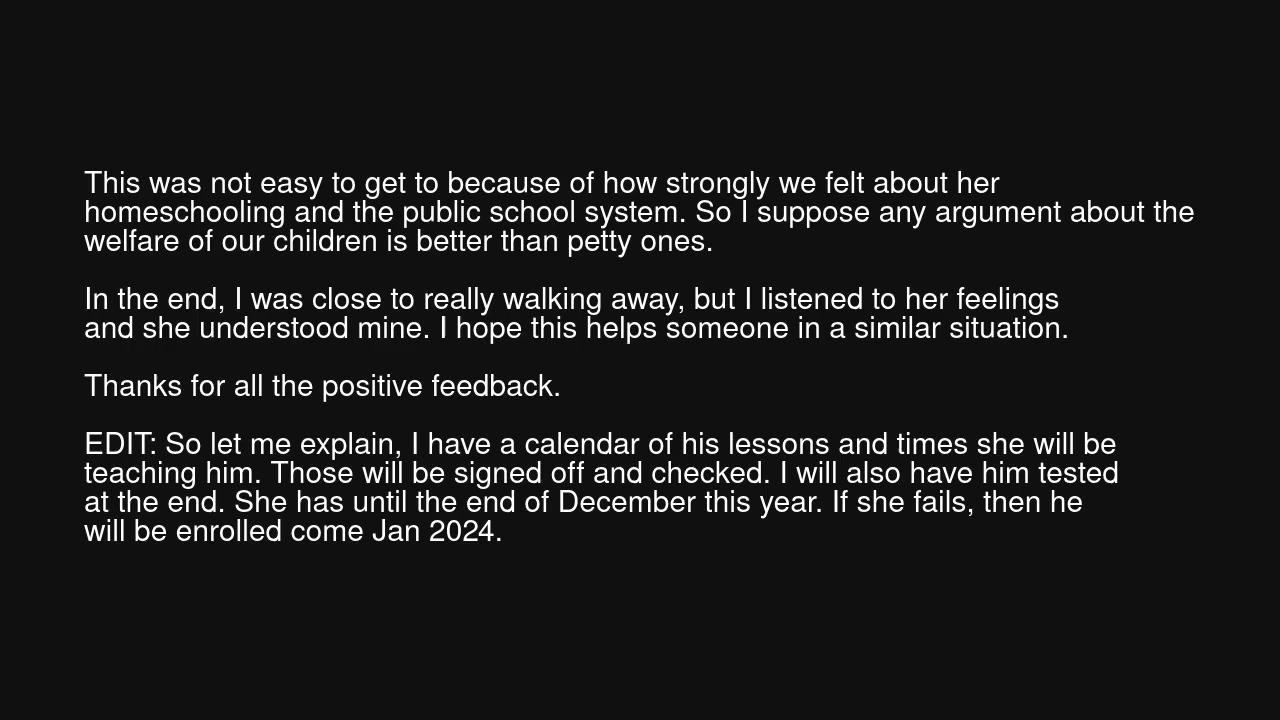 This was not easy to get to because of how strongly we felt about her
homeschooling and the public school system. So I suppose any argument about the
welfare of our children is better than petty ones.
In the end, I was close to really walking away, but I listened to her feelings
and she understood mine. I hope this helps someone in a similar situation.
Thanks for all the positive feedback.
EDIT: So let me explain, I have a calendar of his lessons and times she will be
teaching him. Those will be signed off and checked. I will also have him tested
at the end. She has until the end of December this year. If she fails, then he
will be enrolled come Jan 2024.